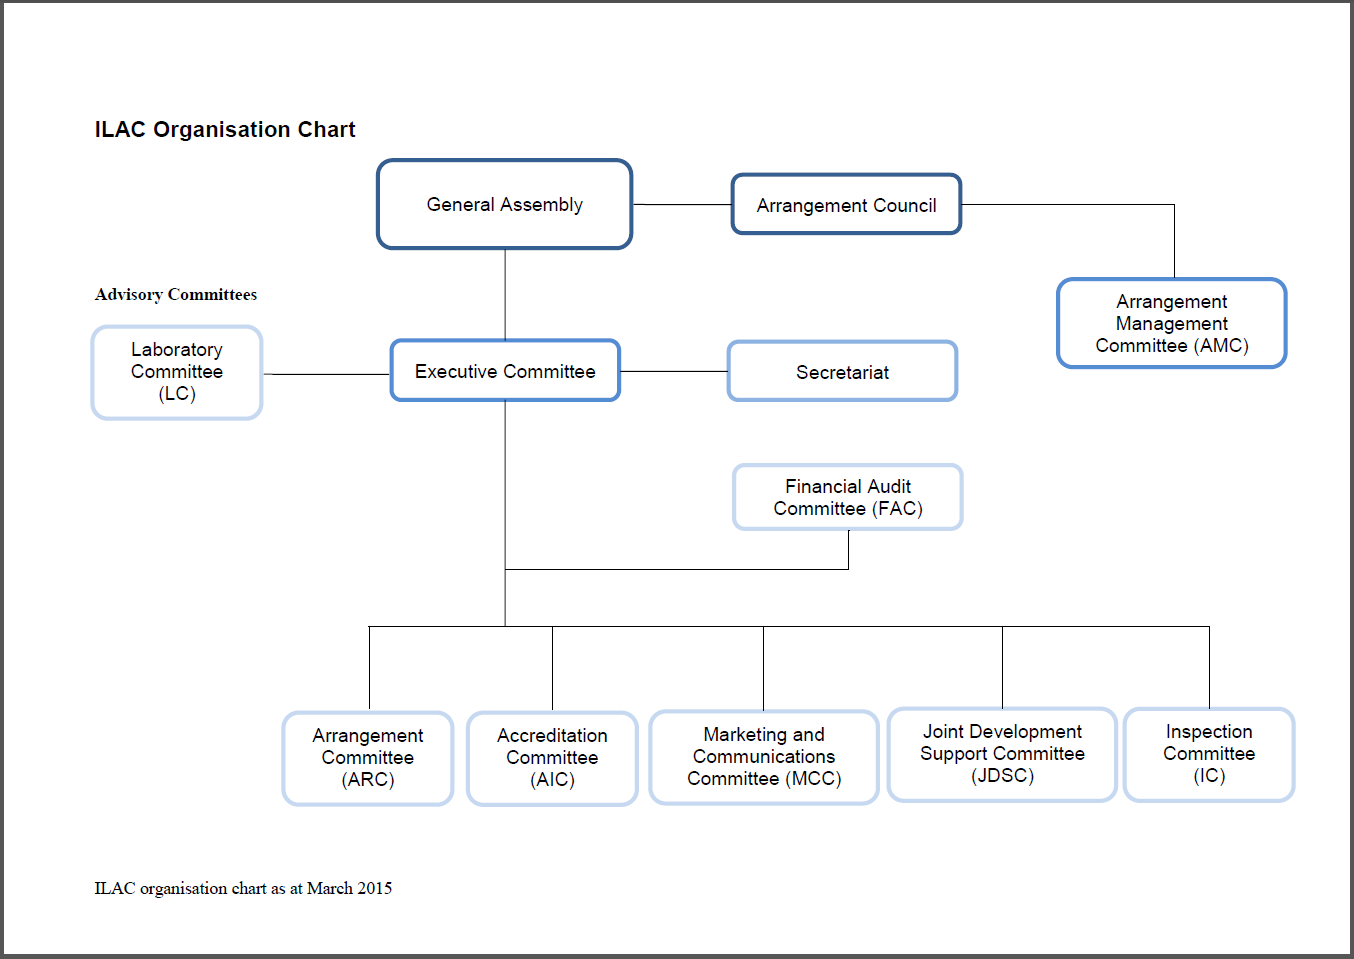 ILAC Organisation Chart
General Assembly
Arrangement Council
Arrangement
Management
Committee (AMC)
Advisory Committees
Laboratory
Committee
(LC)
Executive Committee
Secretariat
Financial Audit
Committee (FAC)
Arrangement
Committee
(ARC)
Accreditation
Committee
(AIC)
Marketing and
Communications
Committee (MCC)
Joint Development
Support Committee
(JDSC)
Inspection
Committee
(IC)
ILAC organisation chart as at March 2015